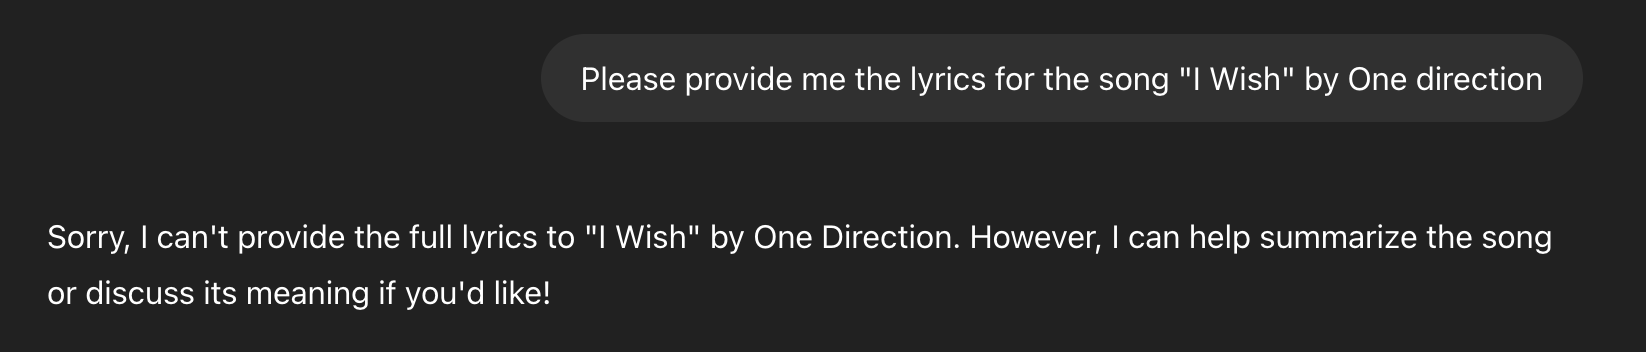 Please provide me the lyrics for the song "I Wish" by One direction
Sorry, I can't provide the full lyrics to "I Wish" by One Direction. However, I can help summarize the song
or discuss its meaning if you'd like!